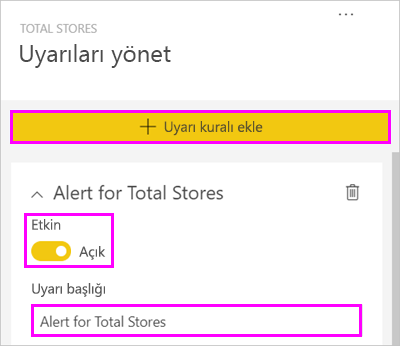 TOTAL STORES
Uyarıları yönet
Uyarı kuralı ekle
Alert for Total Stores
Etkin
Açık
Uyarı başlığı
Alert for Total Stores